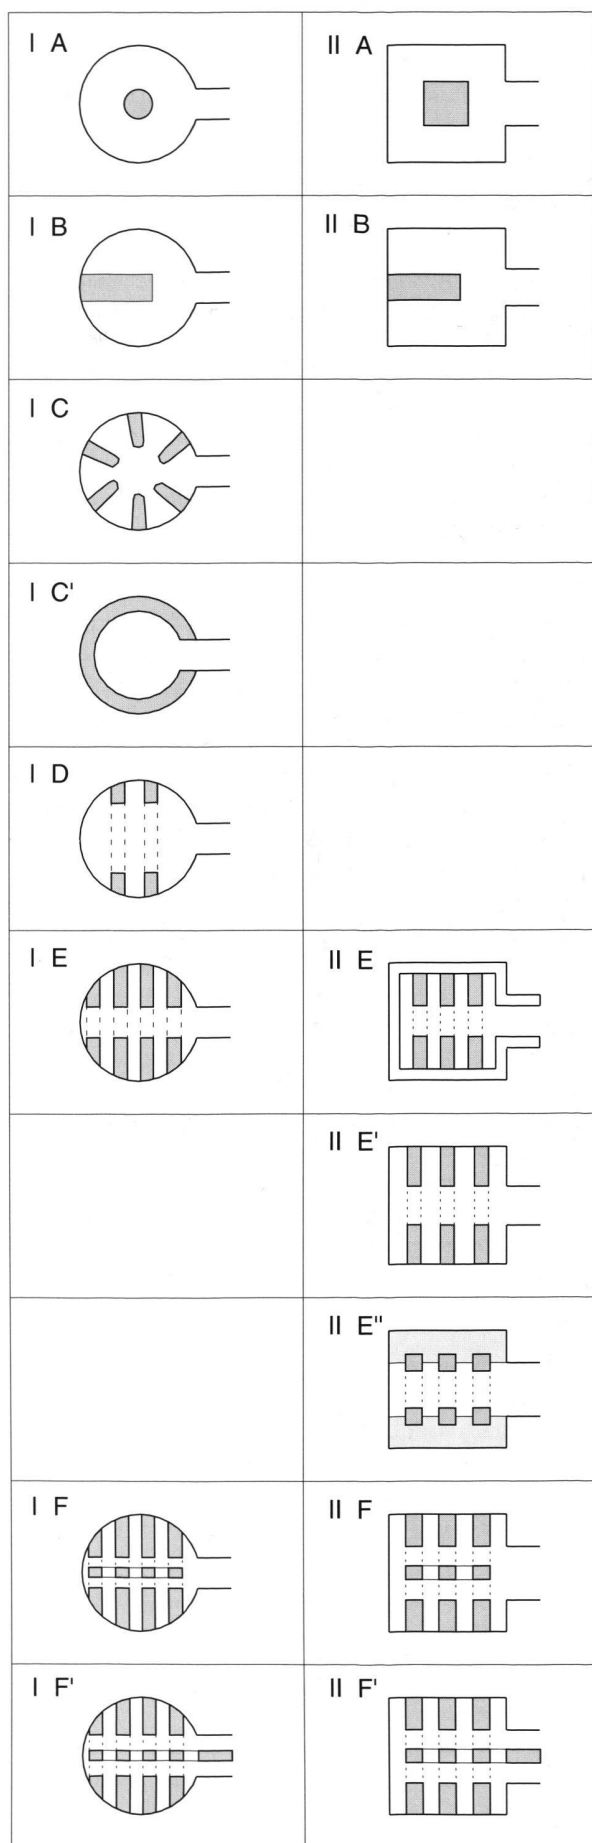 I A
II A
I B
II B
I C
I C'
I D
I E
II E
II E'
II E"
I F
II F
I F'
II F'